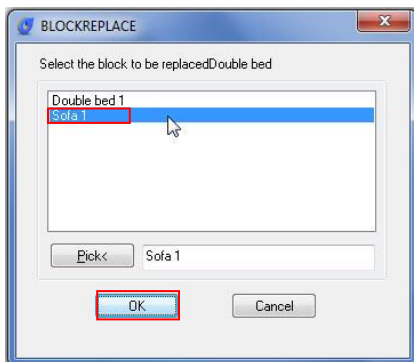 BLOCKREPLACE
Select the block to be replacedDouble bed
Double bed 1
Sofa 1
Pick< Sofa 1
OK Cancel